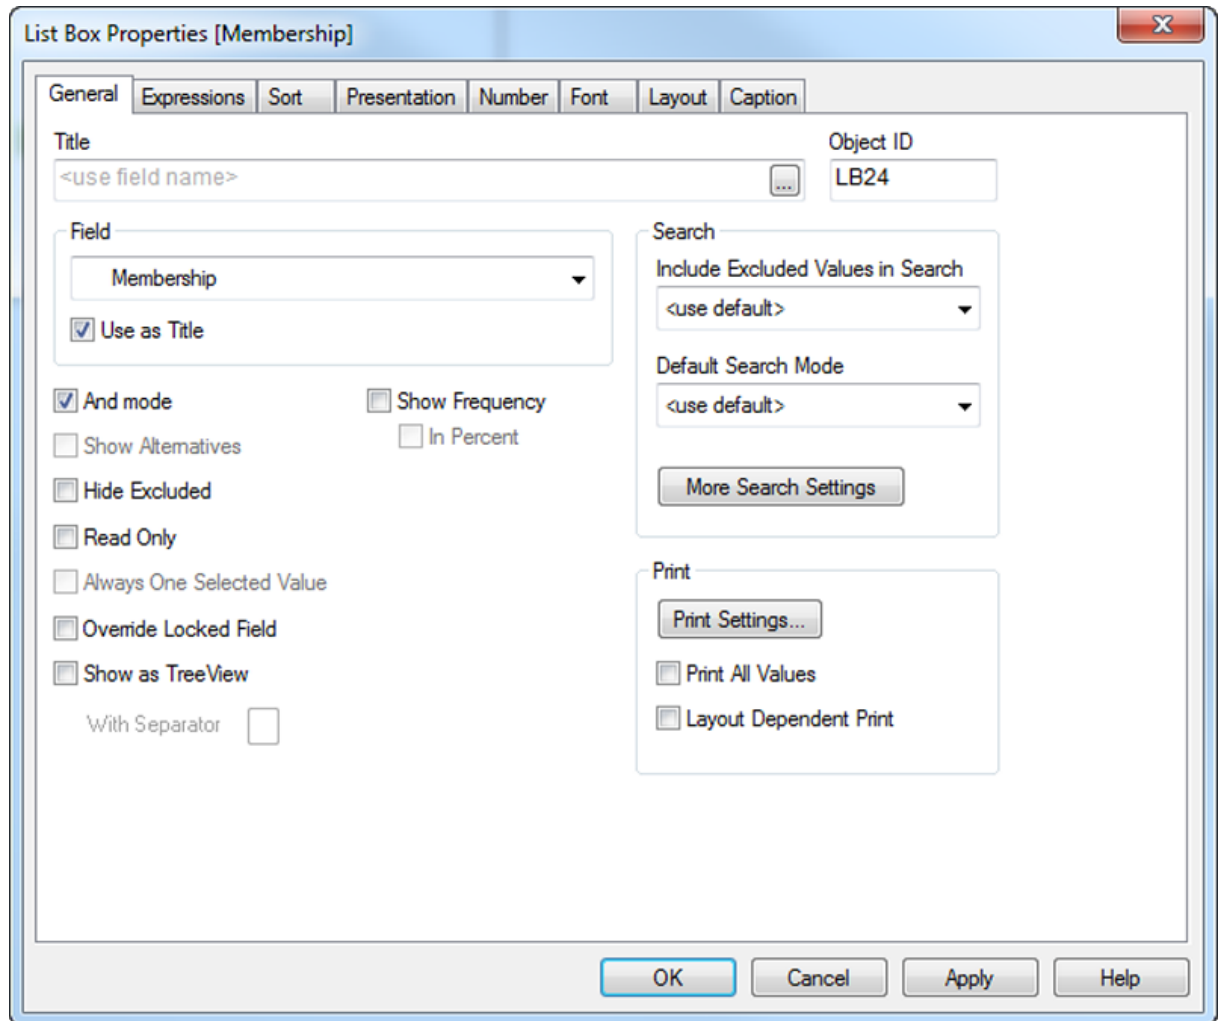 List Box Properties [Membership]
General Expressions Sort Presentation Number Font Layout Caption
Title
Object ID
<use field name>
...
LB24
Field
Membership
Use as Title
Search
Include Excluded Values in Search
<use default>
Default Search Mode
<use default>
More Search Settings
And mode
Show Frequency
In Percent
Show Alternatives
Hide Excluded
Read Only
Always One Selected Value
Override Locked Field
Show as TreeView
With Separator
Print
Print Settings...
Print All Values
Layout Dependent Print
OK Cancel Apply Help